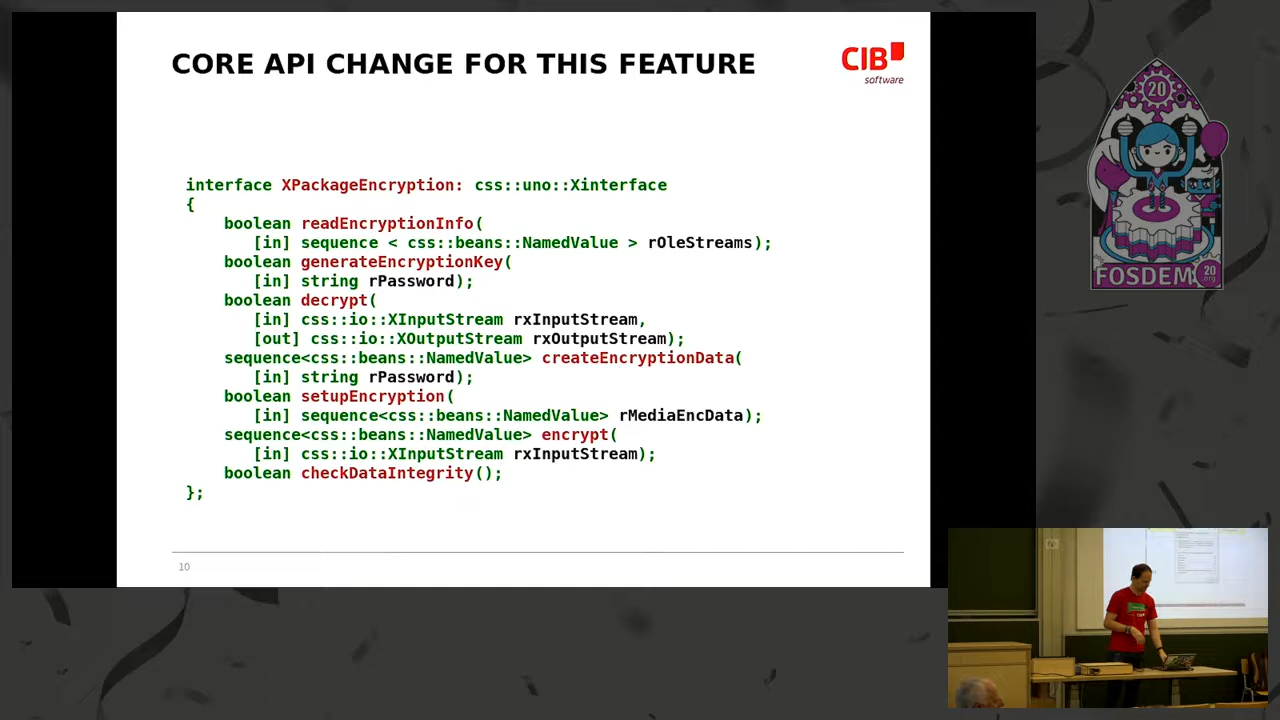 CORE API CHANGE FOR THIS FEATURE
CIB
software
interface XPackageEncryption: css::uno::Xinterface
{
boolean readEncryptionInfo(
[in] sequence < css::beans::NamedValue > rOleStreams);
boolean generateEncryptionKey(
[in] string rPassword);
boolean decrypt(
[in] css::io::XInputStream rxInputStream,
[out] css::io::XOutputStream rxOutputStream);
sequence<css::beans::NamedValue> createEncryptionData(
[in] string rPassword);
boolean setupEncryption(
[in] sequence<css::beans::NamedValue> rMediaEncData);
sequence<css::beans::NamedValue> encrypt(
[in] css::io::XInputStream rxInputStream);
boolean checkDataIntegrity();
};
10
20
FOSDEM 20
.org